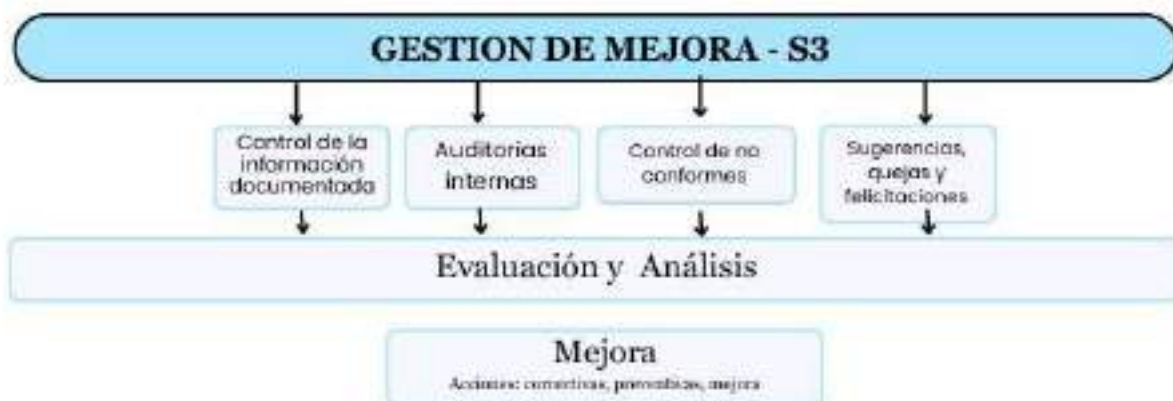 GESTION DE MEJORA - S3
Control de la
información
documentada
Auditorias
internas
Control de no
conformes
Sugerencias,
quejas y
felicitaciones
Evaluación y Análisis
Mejora
Acciones: correctivas, preventivas, mejora